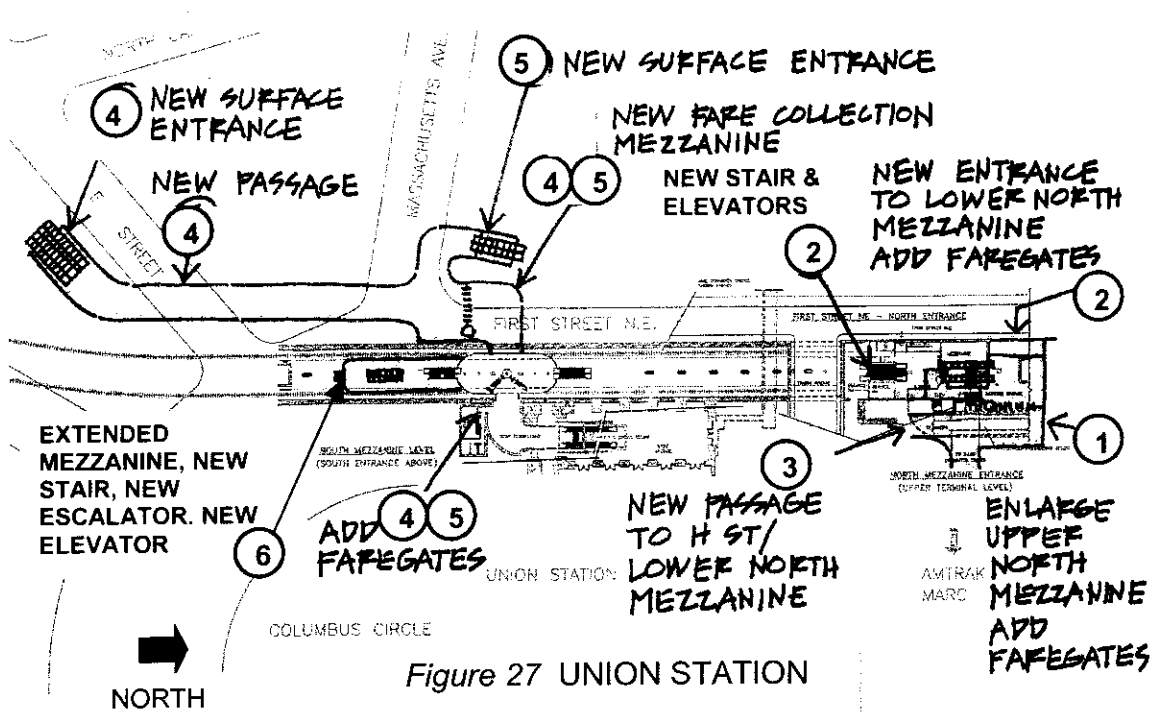 NORTH CA
MASSACHUSETTS AVE.
5 NEW SURFACE ENTRANCE
4 NEW SURFACE
ENTRANCE
NEW FARE COLLECTION
MEZZANINE
NEW PASSAGE
4
4 5
NEW STAIR &
ELEVATORS
NEW ENTRANCE
TO LOWER NORTH
MEZZANINE
ADD FAREGATES
E
STREET
2
2
FIRST STREET N.E.
FIRST STREET NE - NORTH ENTRANCE
EXTENDED
MEZZANINE, NEW
STAIR, NEW
ESCALATOR. NEW
ELEVATOR
6
SOUTH MEZZANINE LEVEL
(SOUTH ENTRANCE ABOVE)
ADD 4 5
FAREGATES
3
NEW PASSAGE
TO H ST/
LOWER NORTH
MEZZANINE
1
NORTH MEZZANINE ENTRANCE
(UPPER TERMINAL LEVEL)
ENLARGE
UPPER
NORTH
MEZZANINE
ADD
FAREGATES
UNION STATION
AMTRAK
MARC
COLUMBUS CIRCLE
NORTH
Figure 27 UNION STATION